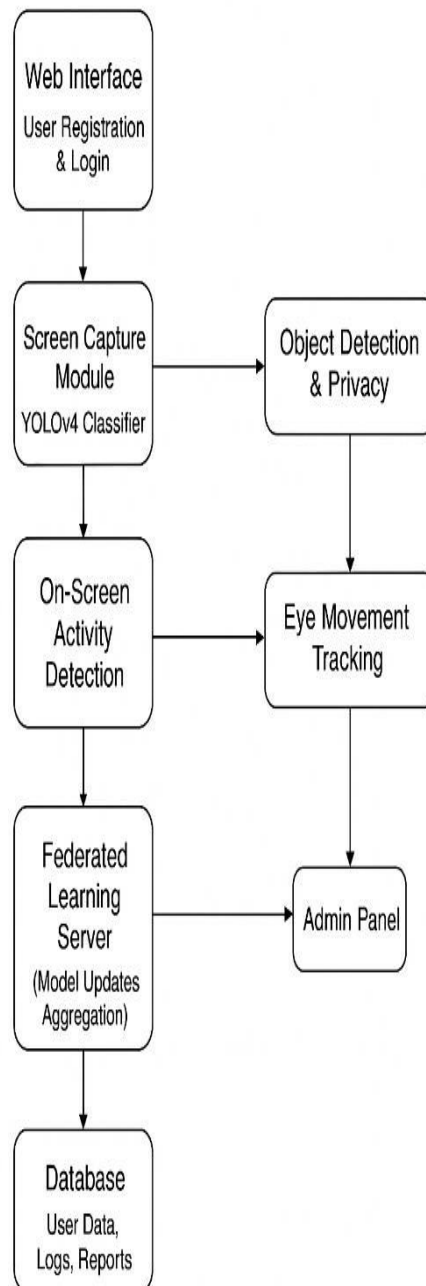 Web Interface
User Registration
& Login
Screen Capture
Module
YOLOv4 Classifier
Object Detection
& Privacy
On-Screen
Activity
Detection
Eye Movement
Tracking
Federated
Learning
Server
(Model Updates
Aggregation)
Admin Panel
Database
User Data,
Logs, Reports